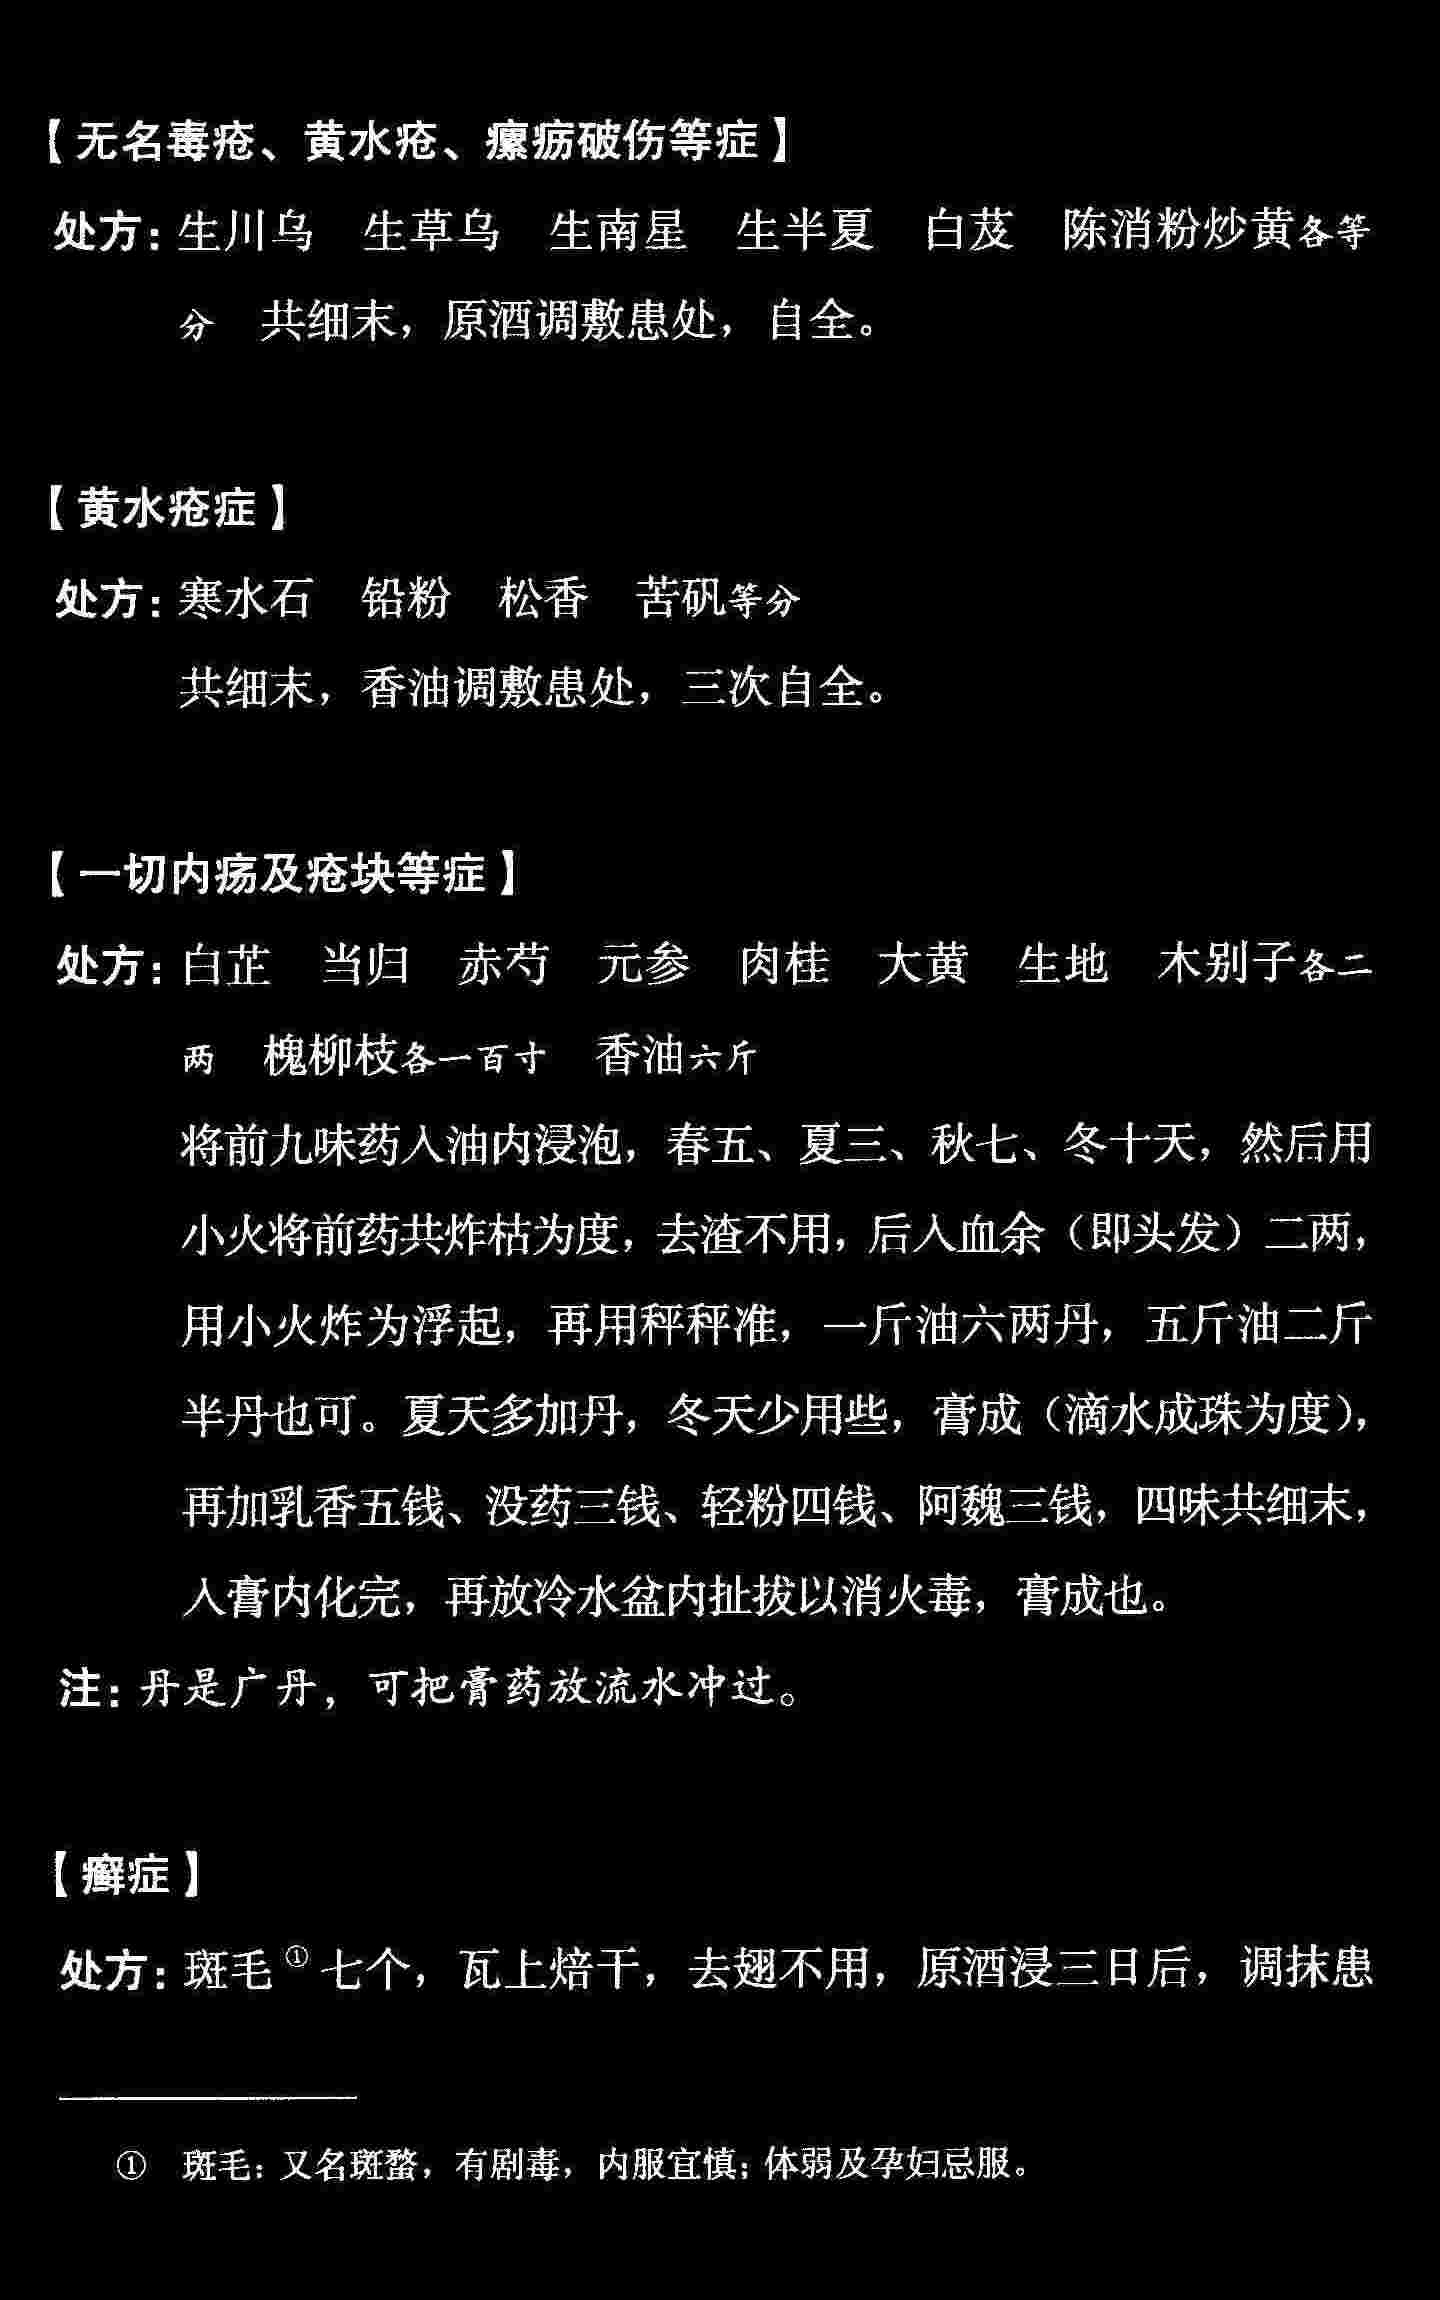 【无名毒疮、黄水疮、瘰疬破伤等症】
处方：生川乌　生草乌　生南星　生半夏　白芨　陈消粉炒黄各等
分　共细末，原酒调敷患处，自全。
【黄水疮症】
处方：寒水石　铅粉　松香　苦矾等分
共细末，香油调敷患处，三次自全。
【一切内疡及疮块等症】
处方：白芷　当归　赤芍　元参　肉桂　大黄　生地　木别子各二
两　槐柳枝各一百寸　香油六斤
将前九味药入油内浸泡，春五、夏三、秋七、冬十天，然后用
小火将前药共炸枯为度，去渣不用，后入血余（即头发）二两，
用小火炸为浮起，再用秤秤准，一斤油六两丹，五斤油二斤
半丹也可。夏天多加丹，冬天少用些，膏成（滴水成珠为度），
再加乳香五钱、没药三钱、轻粉四钱、阿魏三钱，四味共细末，
入膏内化完，再放冷水盆内扯拔以消火毒，膏成也。
注：丹是广丹，可把膏药放流水冲过。
【癣症】
处方：斑毛①七个，瓦上焙干，去翅不用，原酒浸三日后，调抹患
①　斑毛：又名斑蝥，有剧毒，内服宜慎；体弱及孕妇忌服。